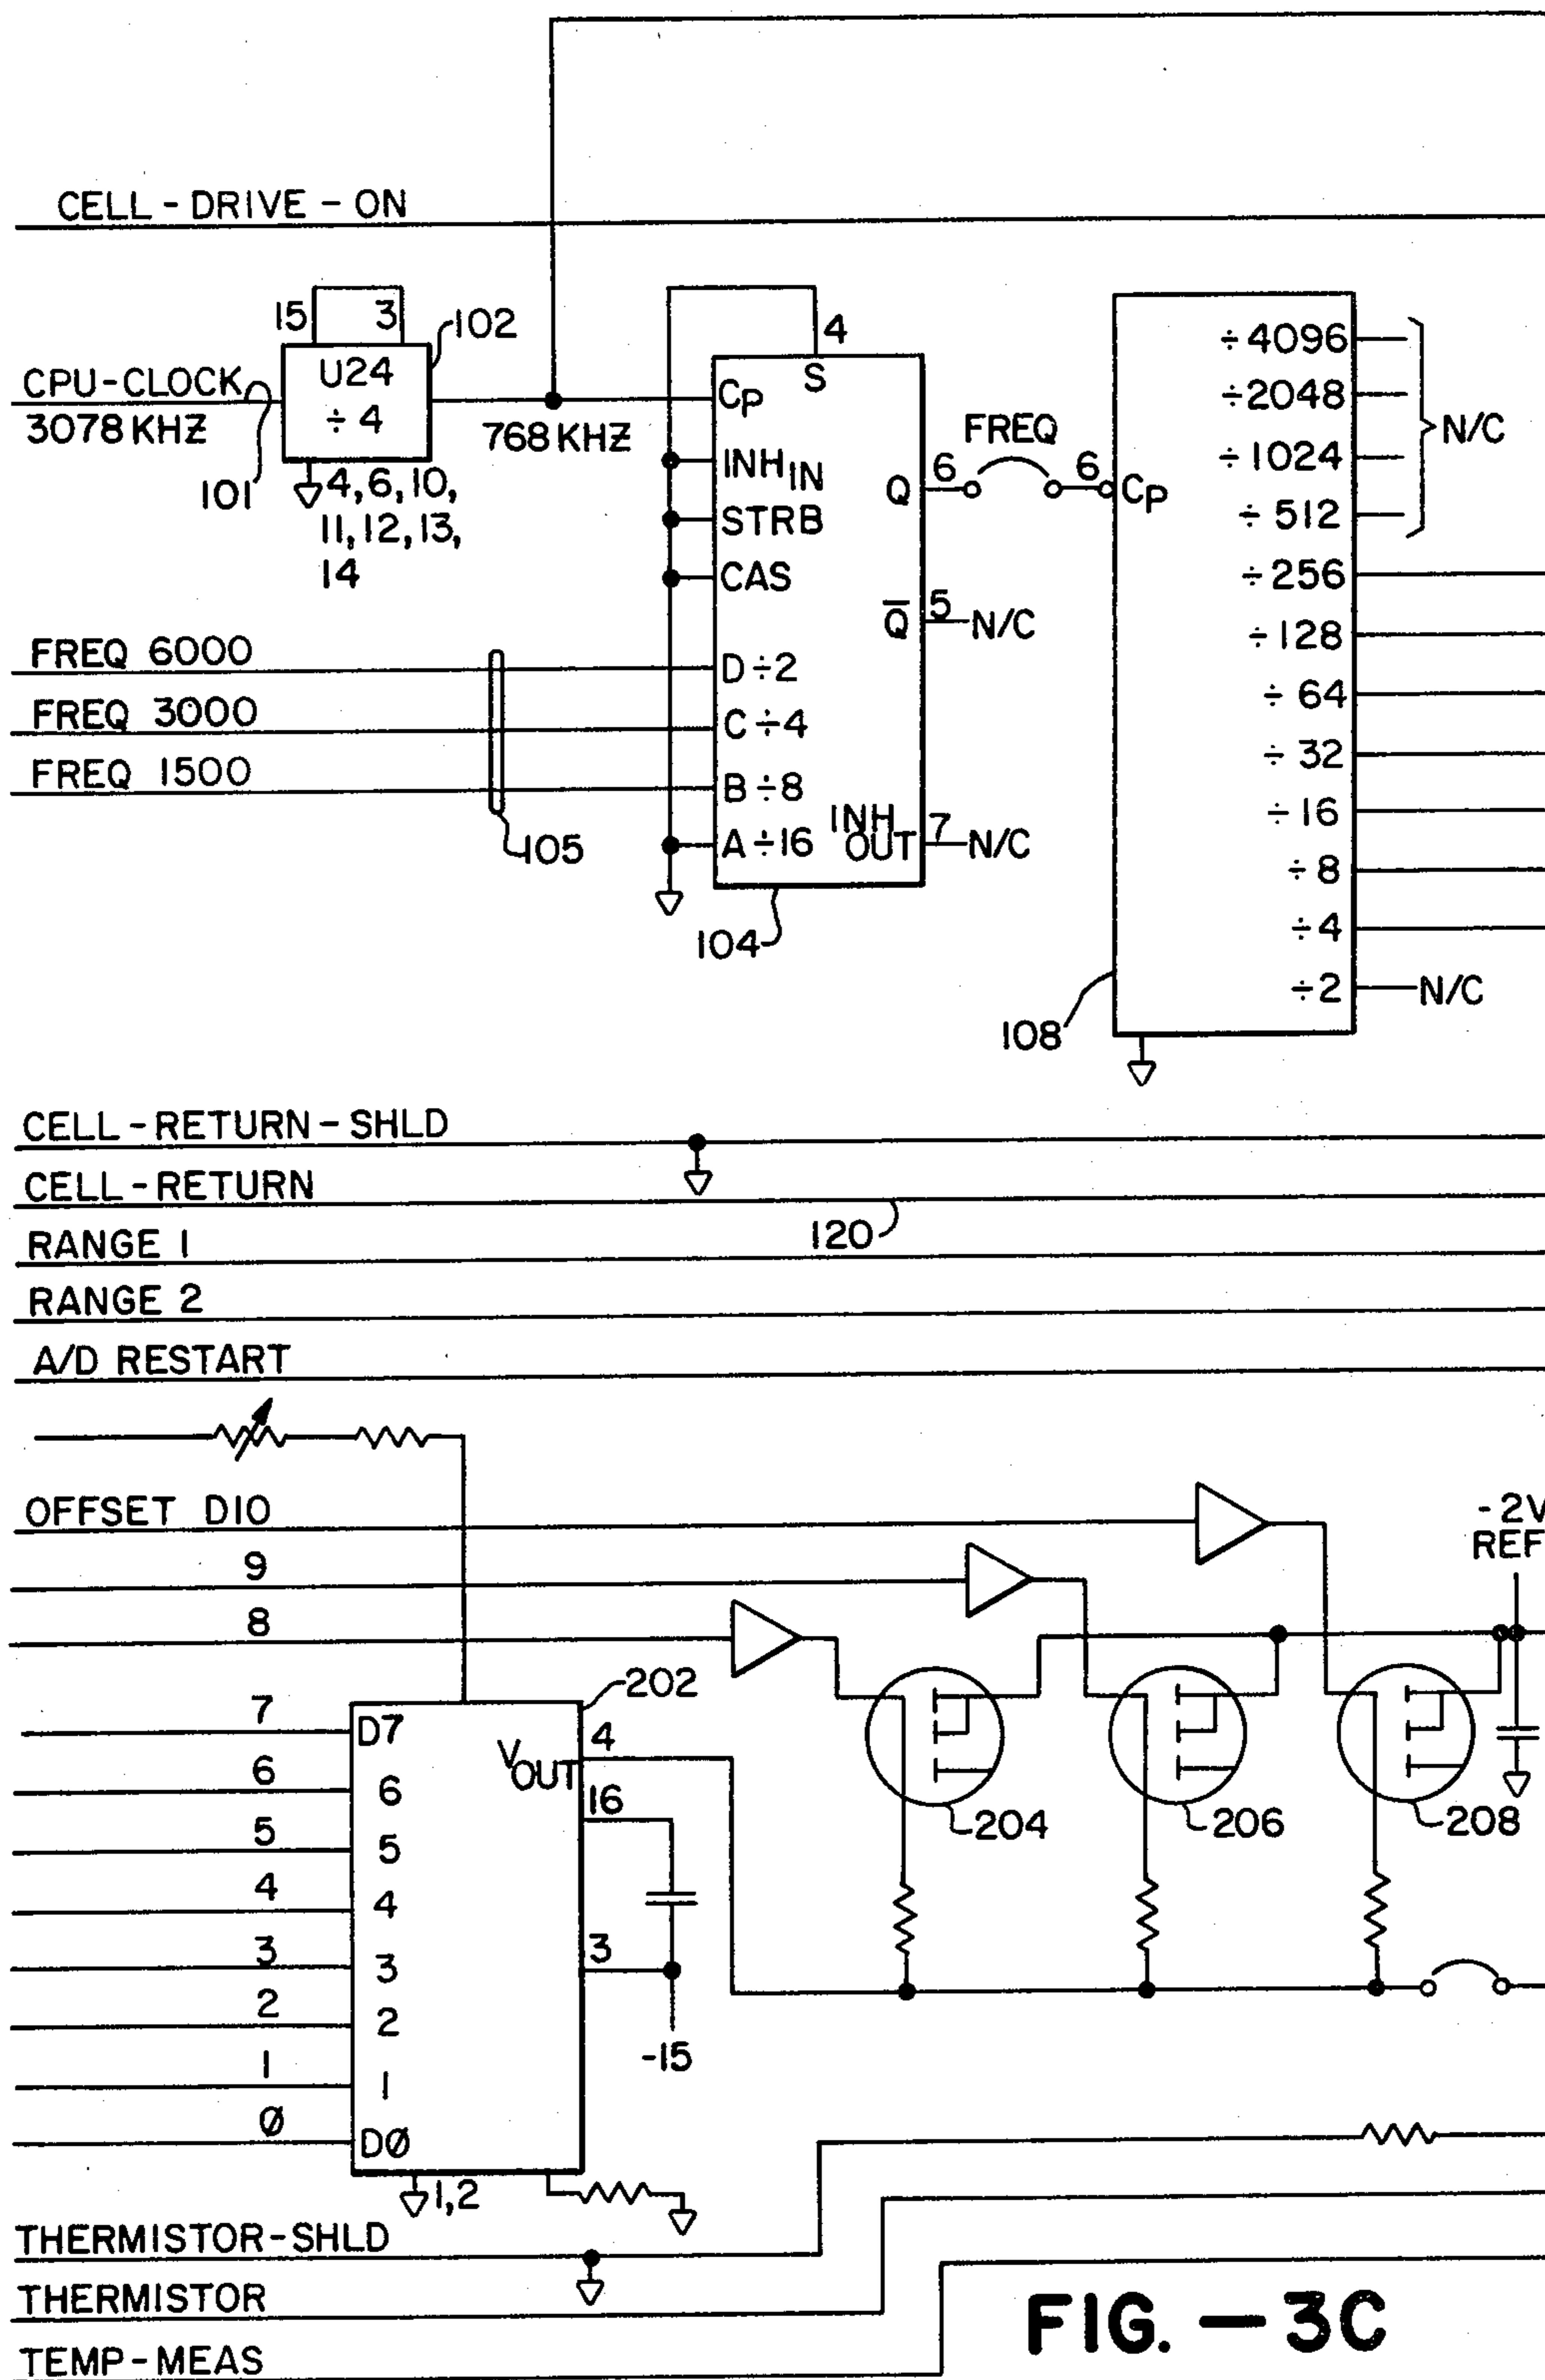 CELL-DRIVE-ON
15 3
102
CPU-CLOCK
3078 KHZ
U24
÷ 4
101
4, 6, 10,
11, 12, 13,
14
768 KHZ
4
S
CP
INH IN
STRB
CAS
Q
6
FREQ
6
CP
Q̅
5
N/C
FREQ 6000
FREQ 3000
FREQ 1500
105
D÷2
C÷4
B÷8
A÷16
INH OUT
7
N/C
104
÷4096
÷2048
÷1024
÷512
N/C
÷256
÷128
÷64
÷32
÷16
÷8
÷4
÷2
N/C
108
CELL-RETURN-SHLD
CELL-RETURN
120
RANGE 1
RANGE 2
A/D RESTART
OFFSET D10
9
8
-2V
REF
202
7
D7
6
6
5
5
4
4
3
3
2
2
1
1
Ø
DØ
VOUT
4
16
3
-15
1,2
204
206
208
THERMISTOR-SHLD
THERMISTOR
TEMP-MEAS
FIG. — 3C